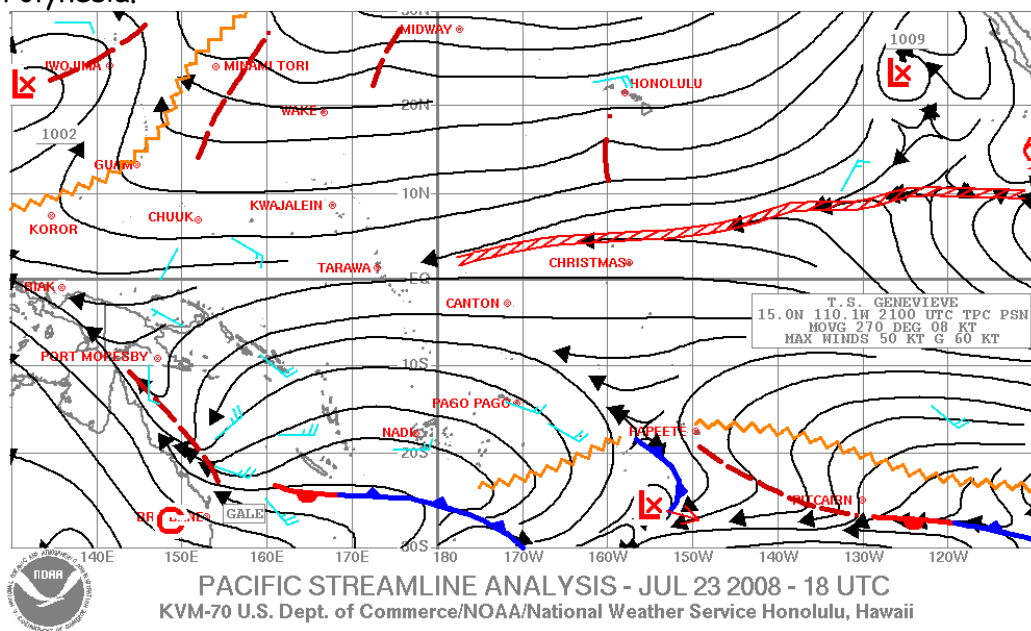 30N
MIDWAY
1009
IWOJIMA
MINAMI TORI
L
HONOLULU
L
20N
WAKE
1002
GUAM
10N
KWAJALEIN
KOROR
CHUUK
TARAWA
CHRISTMAS
EQ
BIAK
CANTON
T.S. GENEVIEVE
15.0N 110.1W 2100 UTC TPC PSN
MOVG 270 DEG 08 KT
MAX WINDS 50 KT G 60 KT
PORT MORESBY
10S
PAGO PAGO
NADI
PAPEETE
20S
PITCAIRN
L
GALE
C
30S
140E 150E 160E 170E 180 170W 160W 150W 140W 130W 120W
NOAA
PACIFIC STREAMLINE ANALYSIS - JUL 23 2008 - 18 UTC
KVM-70 U.S. Dept. of Commerce/NOAA/National Weather Service Honolulu, Hawaii